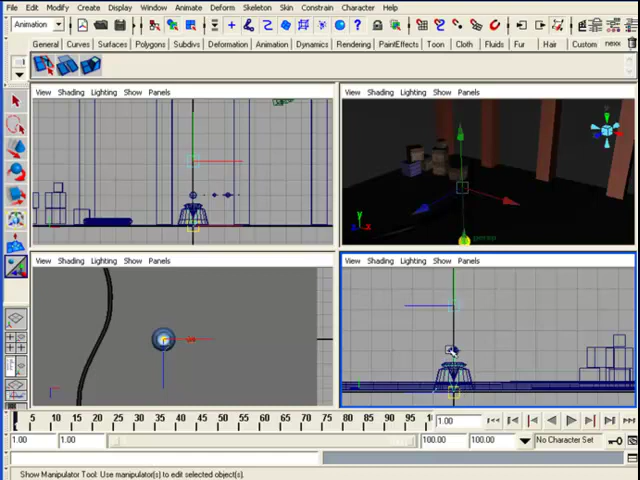 File Edit Modify Create Display Window Animate Deform Skeleton Skin Constrain Character Help
Animation
General Curves Surfaces Polygons Subdivs Deformation Animation Dynamics Rendering PaintEffects Toon Cloth Fluids Fur Hair Custom
View Shading Lighting Show Panels
View Shading Lighting Show Panels
y
x
persp
View Shading Lighting Show Panels
View Shading Lighting Show Panels
5 10 15 20 25 30 35 40 45 50 55 60 65 70 75 80 85 90 95 1.00
1.00 1.00 100.00 100.00 No Character Set
Show Manipulator Tool: Use manipulator(s) to edit selected object(s).